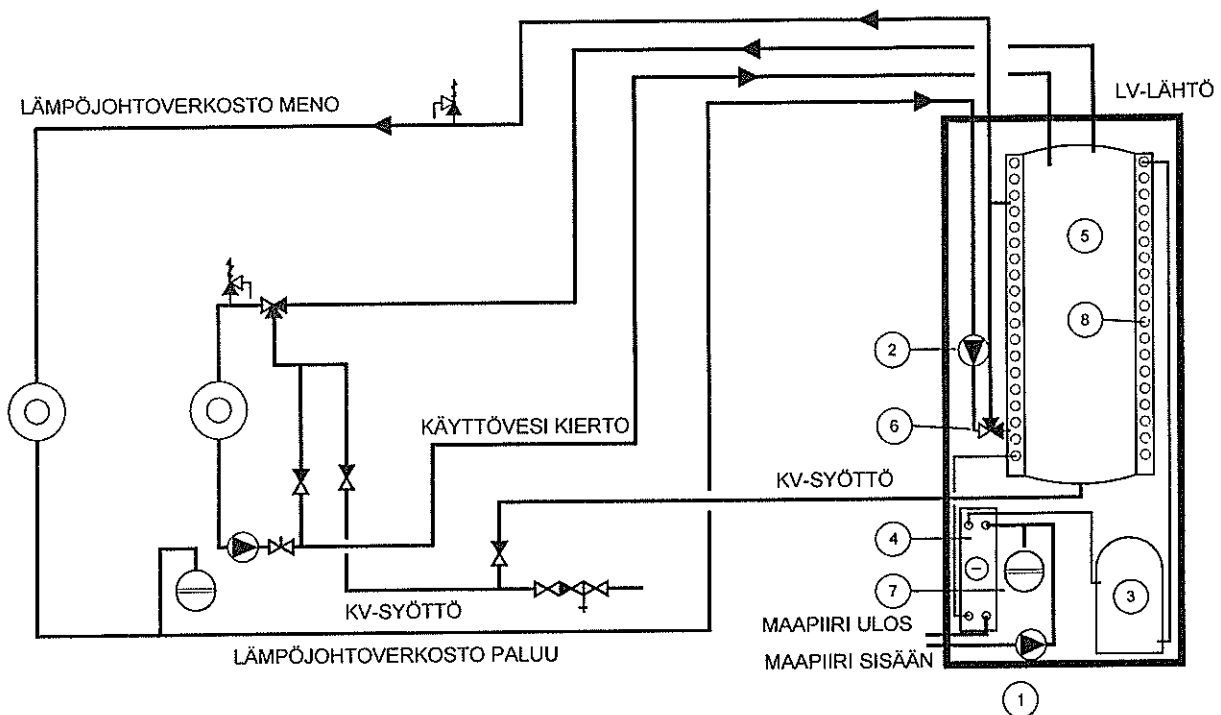 LV-LÄHTÖ
LÄMPÖJOHTOVERKOSTO MENO
5
8
2
KÄYTTÖVESI KIERTO
6
KV-SYÖTTÖ
4
7
3
KV-SYÖTTÖ
MAAPIIRI ULOS
LÄMPÖJOHTOVERKOSTO PALUU
MAAPIIRI SISÄÄN
1